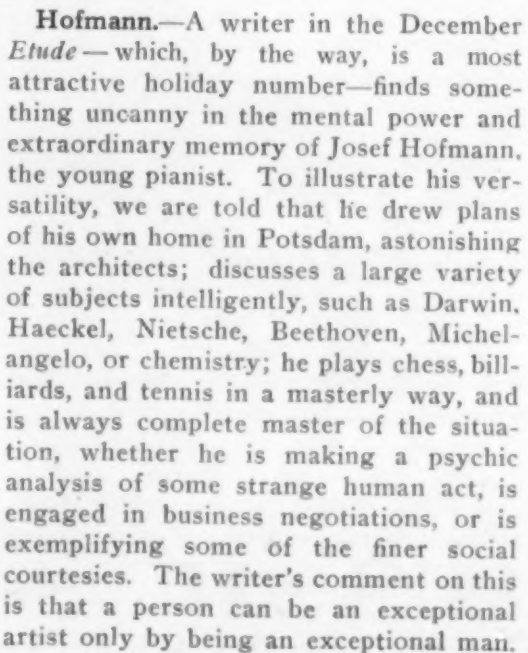 Hofmann.—A writer in the December
Etude—which, by the way, is a most
attractive holiday number—finds some-
thing uncanny in the mental power and
extraordinary memory of Josef Hofmann,
the young pianist. To illustrate his ver-
satility, we are told that he drew plans
of his own home in Potsdam, astonishing
the architects; discusses a large variety
of subjects intelligently, such as Darwin,
Haeckel, Nietsche, Beethoven, Michel-
angelo, or chemistry; he plays chess, bill-
iards, and tennis in a masterly way, and
is always complete master of the situa-
tion, whether he is making a psychic
analysis of some strange human act, is
engaged in business negotiations, or is
exemplifying some of the finer social
courtesies. The writer's comment on this
is that a person can be an exceptional
artist only by being an exceptional man.